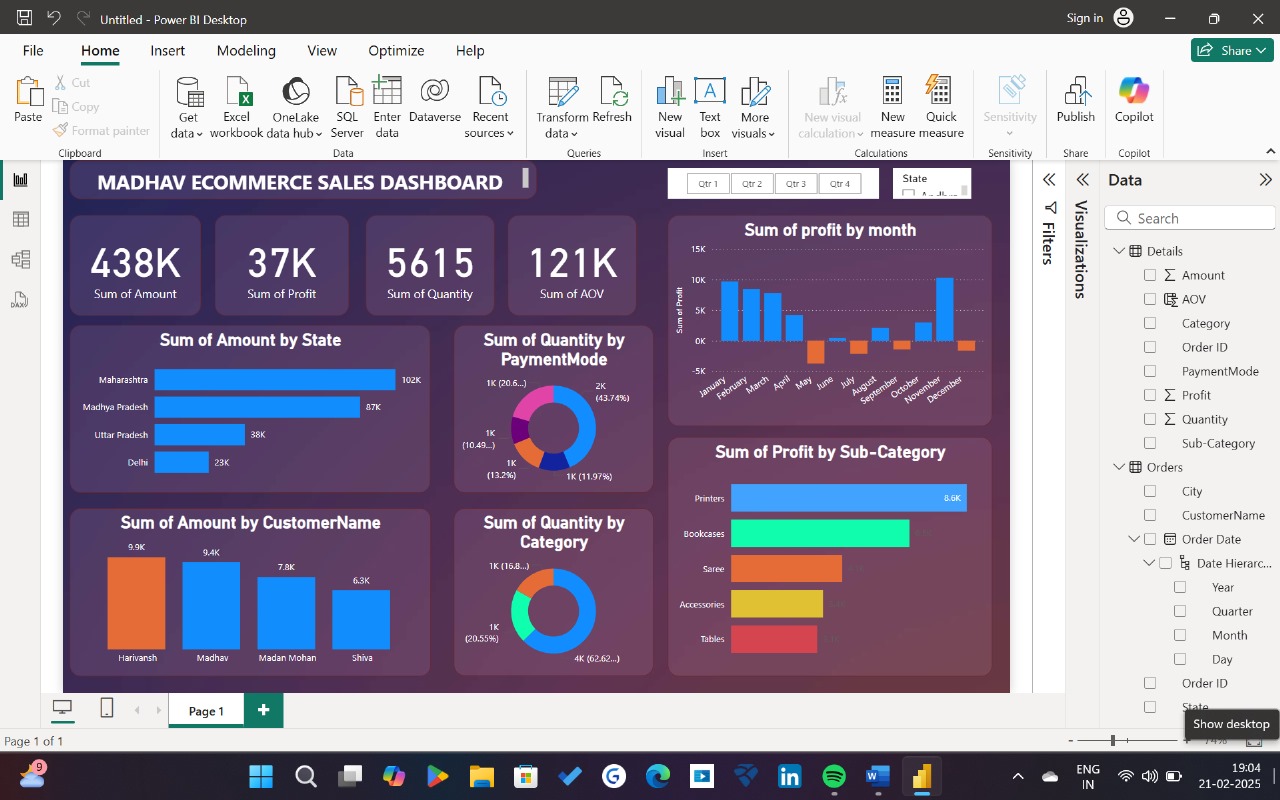 Untitled - Power BI Desktop
Sign in
File Home Insert Modeling View Optimize Help
Share
Paste
Cut
Copy
Format painter
Clipboard
Get data
Excel workbook
OneLake data hub
SQL Server
Enter data
Dataverse
Recent sources
Data
Transform data
Refresh
Queries
New visual
Text box
More visuals
Insert
New visual calculation
New measure
Quick measure
Calculations
Sensitivity
Sensitivity
Publish
Share
Copilot
Copilot
DAX
MADHAV ECOMMERCE SALES DASHBOARD
Qtr 1 Qtr 2 Qtr 3 Qtr 4
State
438K
Sum of Amount
37K
Sum of Profit
5615
Sum of Quantity
121K
Sum of AOV
Sum of profit by month
Sum of Profit
15K
10K
5K
0K
-5K
January February March April May June July August September October November December
Sum of Amount by State
Maharashtra 102K
Madhya Pradesh 87K
Uttar Pradesh 38K
Delhi 23K
Sum of Quantity by
PaymentMode
1K (20.6...)
2K
(43.74%)
1K
(10.49...)
1K
(13.2%)
1K (11.97%)
Sum of Profit by Sub-Category
Printers 8.6K
Bookcases
Saree
Accessories
Tables
Sum of Amount by CustomerName
9.9K
9.4K
7.8K
6.3K
Harivansh Madhav Madan Mohan Shiva
Sum of Quantity by
Category
1K (16.8...)
1K
(20.55%)
4K (62.62...)
Filters
Visualizations
Data
Search
Details
Amount
AOV
Category
Order ID
PaymentMode
Profit
Quantity
Sub-Category
Orders
City
CustomerName
Order Date
Date Hierarc...
Year
Quarter
Month
Day
Order ID
State
Show desktop
Page 1
Page 1 of 1
74%
9
ENG
IN
19:04
21-02-2025